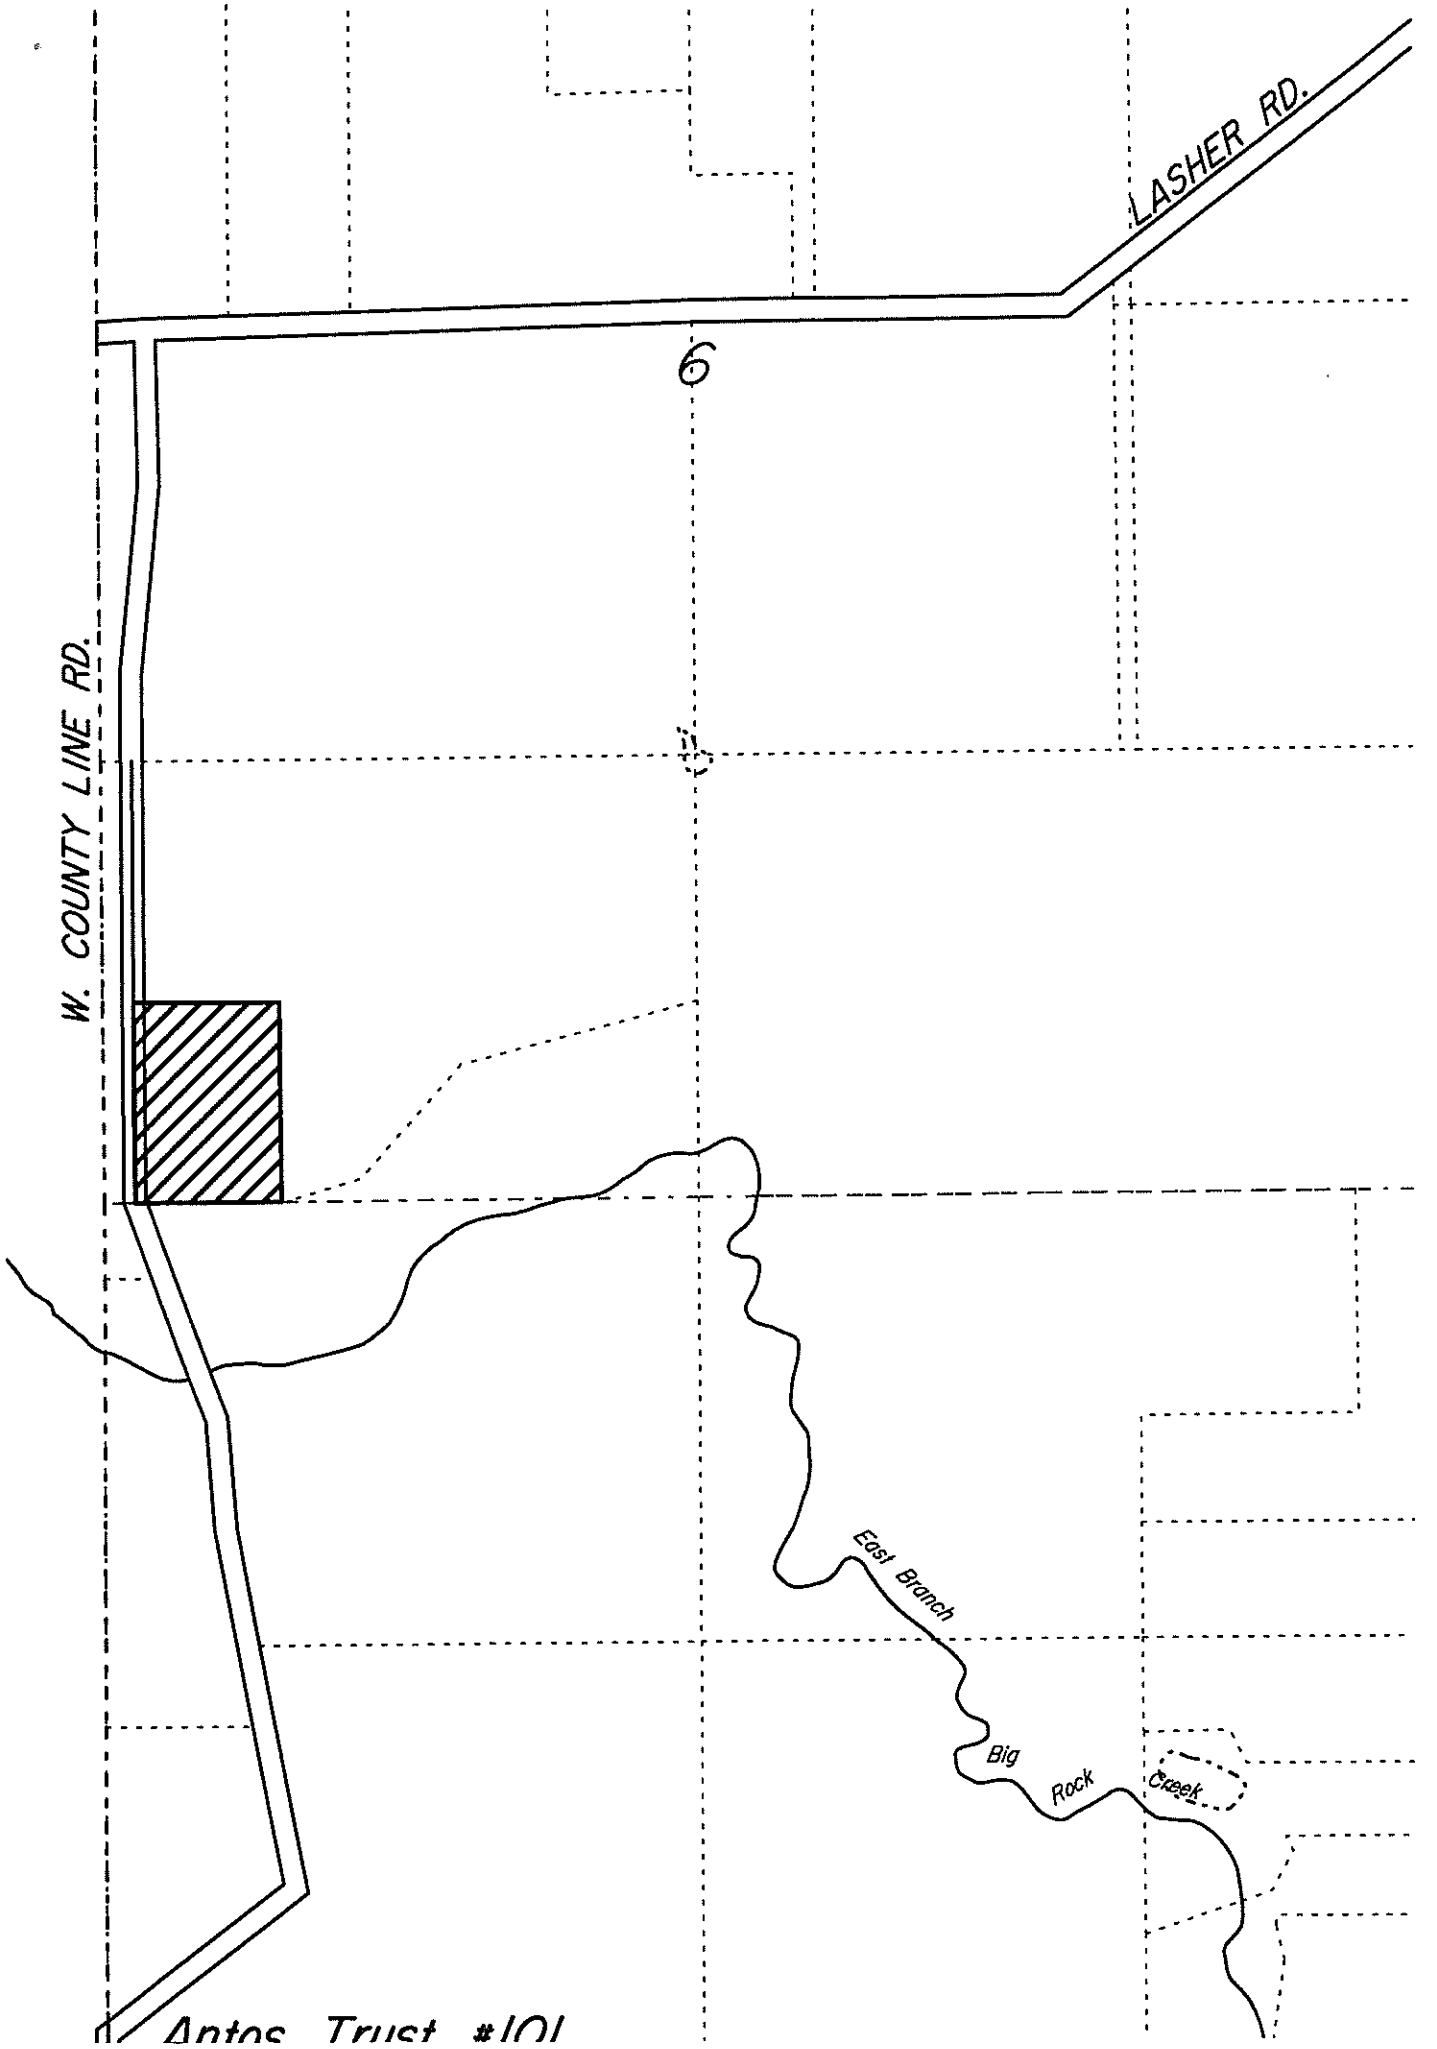 LASHER RD.
6
W. COUNTY LINE RD.
East Branch
Big
Rock
Creek
Antos Trust #101